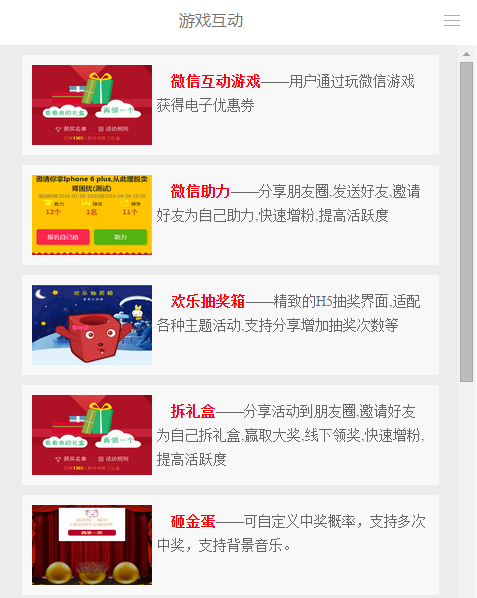 游戏互动
微信互动游戏——用户通过玩微信游戏
获得电子优惠券
查看我的礼盒
再领一个
获奖名单
活动规则
邀请你拿Iphone 6 plus,从此摆脱卖
肾困扰(测试)
助力
排名
12个
1名
11个
报名自己给
助力
微信助力——分享朋友圈,发送好友,邀请
好友为自己助力,快速增粉,提高活跃度
欢乐抽奖箱
欢乐抽奖箱——精致的H5抽奖界面,适配
各种主题活动,支持分享增加抽奖次数等
查看我的礼盒
再领一个
获奖名单
活动规则
拆礼盒——分享活动到朋友圈,邀请好友
为自己拆礼盒,赢取大奖,线下领奖,快速增粉,
提高活跃度
再来一次
砸金蛋——可自定义中奖概率，支持多次
中奖，支持背景音乐。